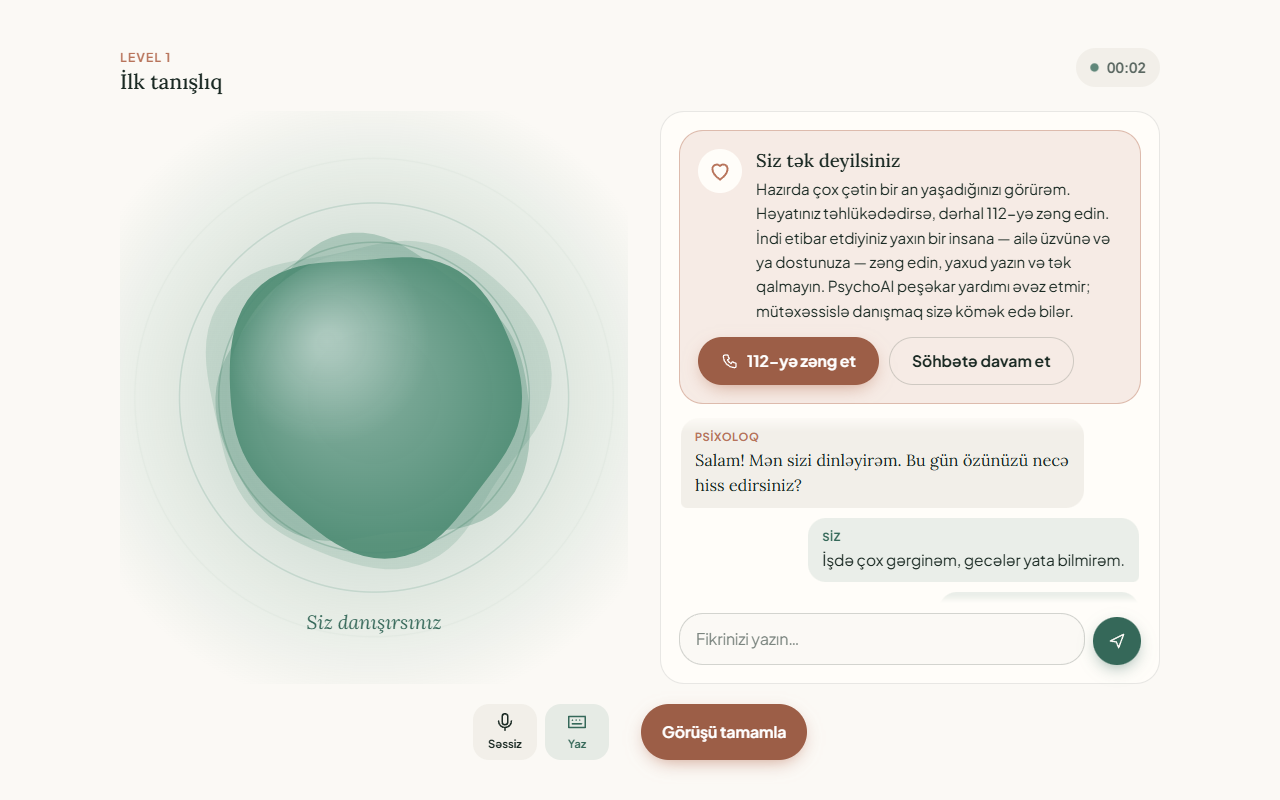 LEVEL 1
İlk tanışlıq
00:02
Siz tək deyilsiniz
Hazırda çox çətin bir an yaşadığınızı görürəm.
Həyatınız təhlükədədirsə, dərhal 112-yə zəng edin.
İndi etibar etdiyiniz yaxın bir insana — ailə üzvünə və
ya dostunuza — zəng edin, yaxud yazın və tək
qalmayın. PsychoAI peşəkar yardımı əvəz etmir;
mütəxəssislə danışmaq sizə kömək edə bilər.
112-yə zəng et
Söhbətə davam et
PSİXOLOQ
Salam! Mən sizi dinləyirəm. Bu gün özünüzü necə
hiss edirsiniz?
SİZ
İşdə çox gərginəm, gecələr yata bilmirəm.
Siz danışırsınız
Fikrinizi yazın...
Səssiz
Yaz
Görüşü tamamla